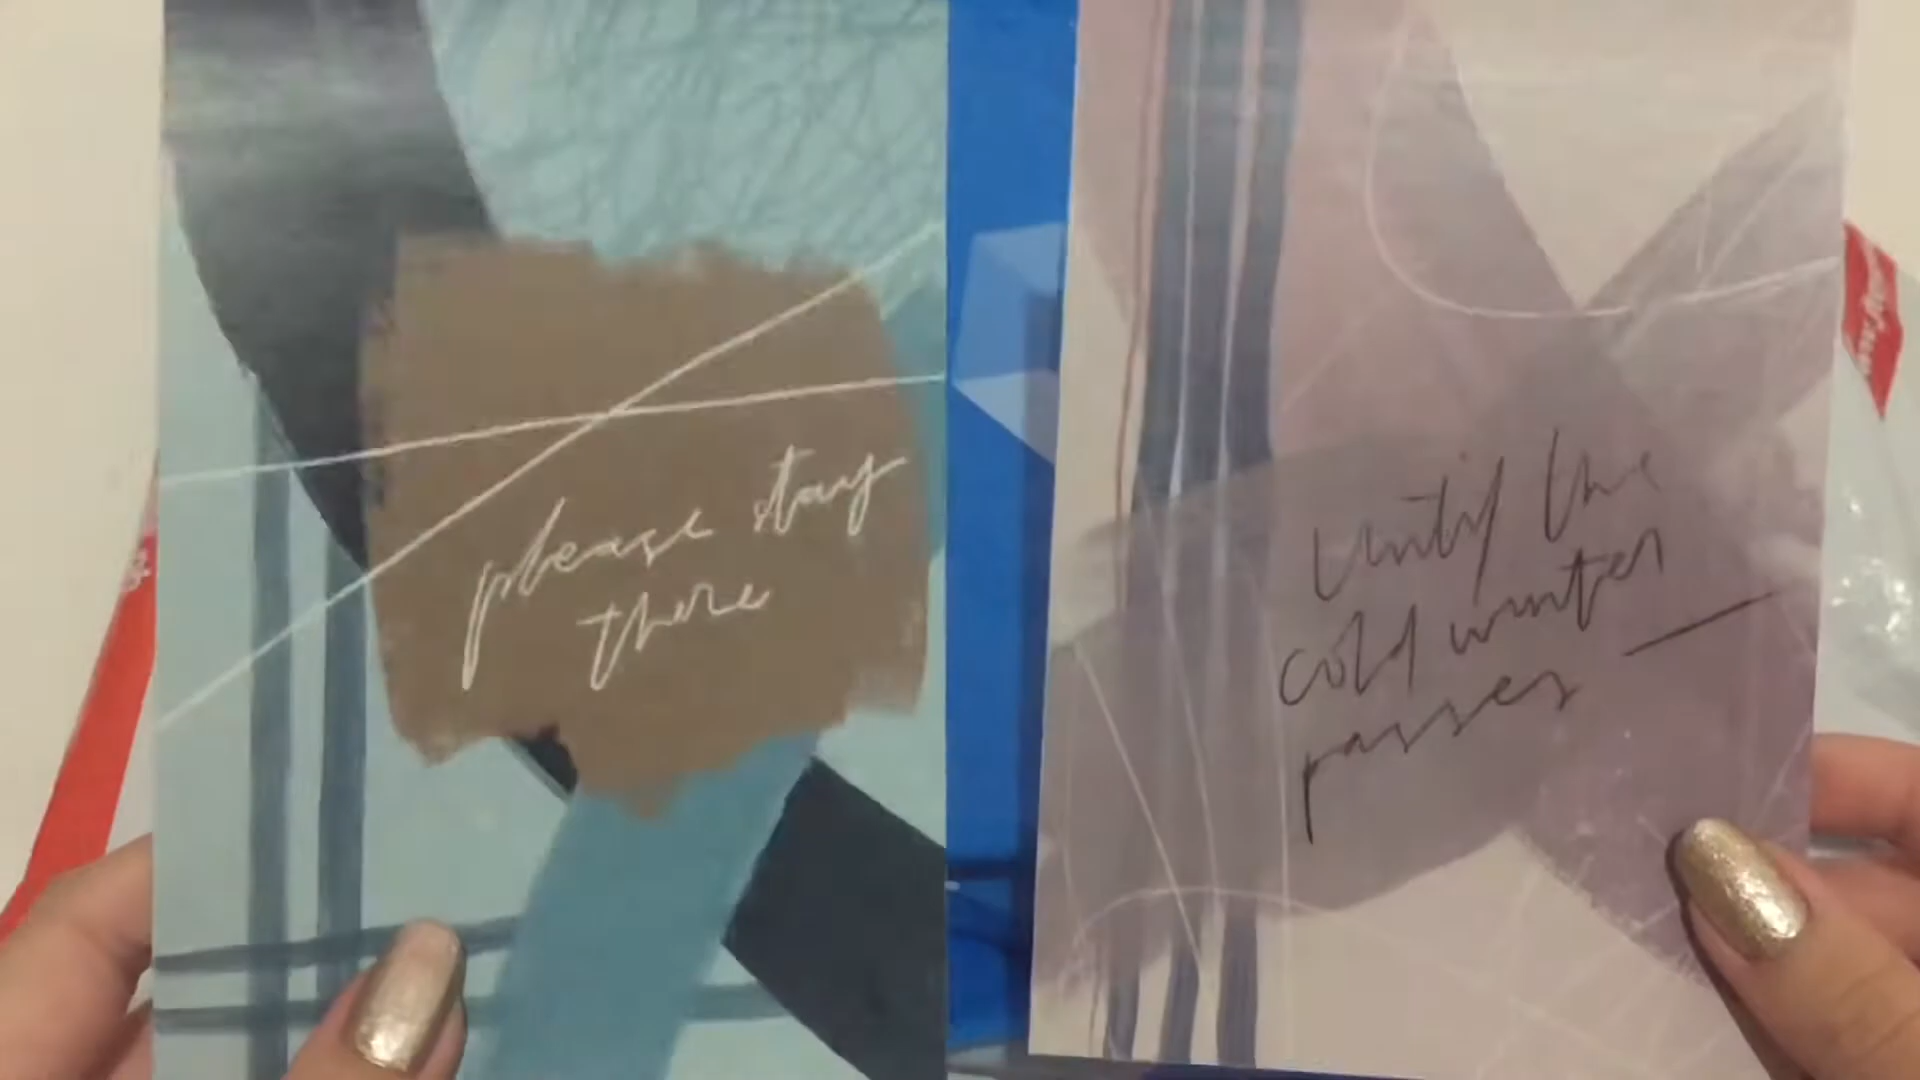 please stay
there
until the
cold winter
passes —